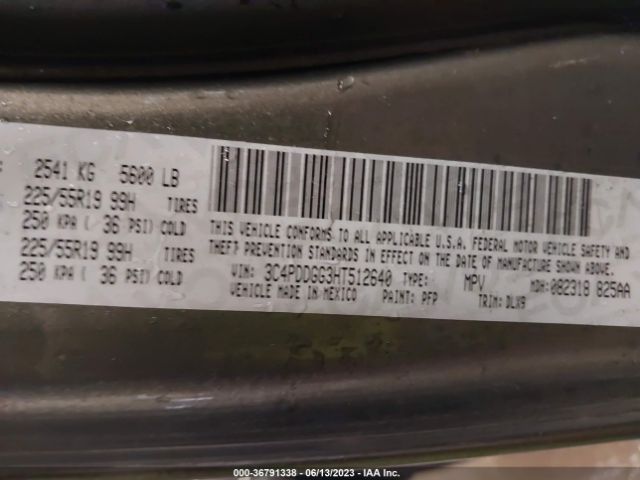 2541 KG 5600 LB
225/55R19 99H TIRES
250 KPA ( 36 PSI) COLD
225/55R19 99H TIRES
250 KPA ( 36 PSI) COLD
THIS VEHICLE CONFORMS TO ALL APPLICABLE U.S.A. FEDERAL MOTOR VEHICLE SAFETY AND
THEFT PREVENTION STANDARDS IN EFFECT ON THE DATE OF MANUFACTURE SHOWN ABOVE.
VIN: 3C4PDDGG3HT512640 TYPE: MPV MDH: 082318 825AA
VEHICLE MADE IN MEXICO PAINT: PFP TRIM: DLX9
000-36791338 - 06/13/2023 - IAA Inc.